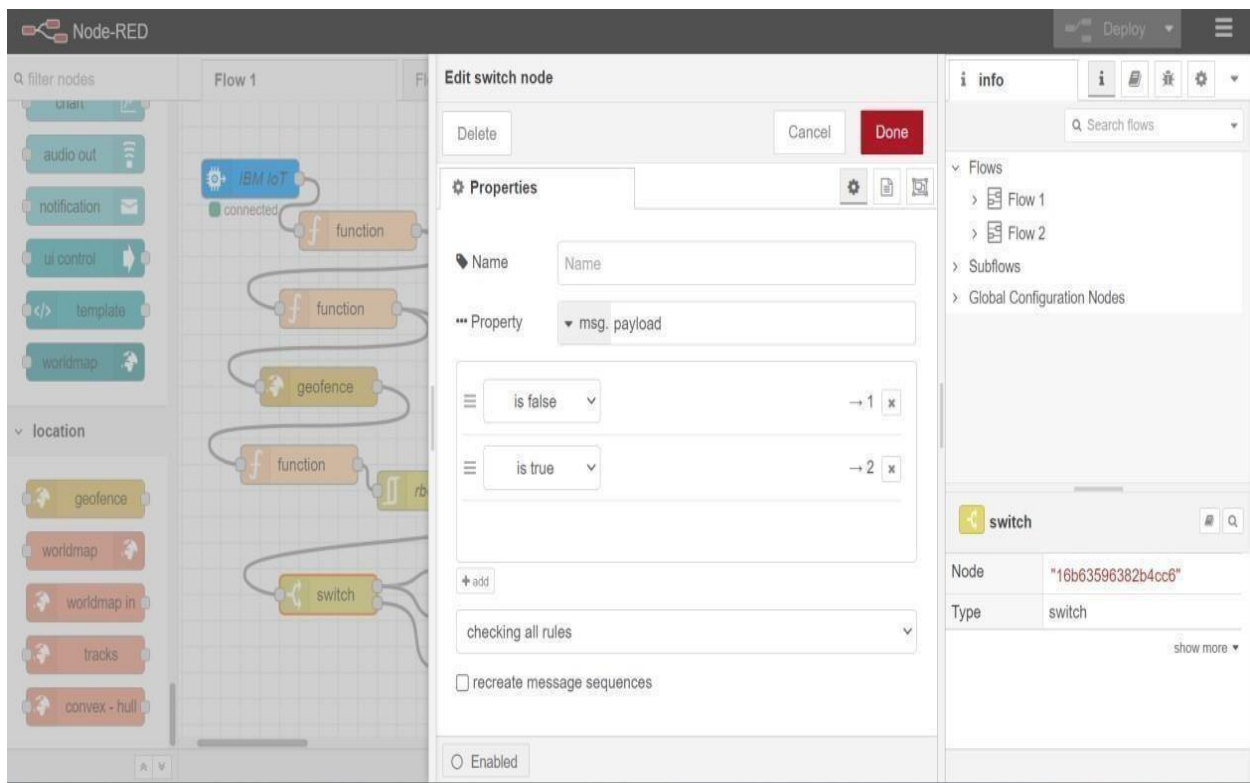 Node-RED
Deploy
filter nodes
chart
audio out
notification
ui control
</> template
worldmap
location
geofence
worldmap
worldmap in
tracks
convex - hull
Flow 1
IBM IoT
connected
f function
f function
geofence
f function
switch
Edit switch node
Delete
Cancel
Done
Properties
Name
Name
Property
msg. payload
is false
→ 1 x
is true
→ 2 x
+ add
checking all rules
recreate message sequences
Enabled
i info
i
Search flows
Flows
Flow 1
Flow 2
Subflows
Global Configuration Nodes
switch
Node "16b63596382b4cc6"
Type switch
show more